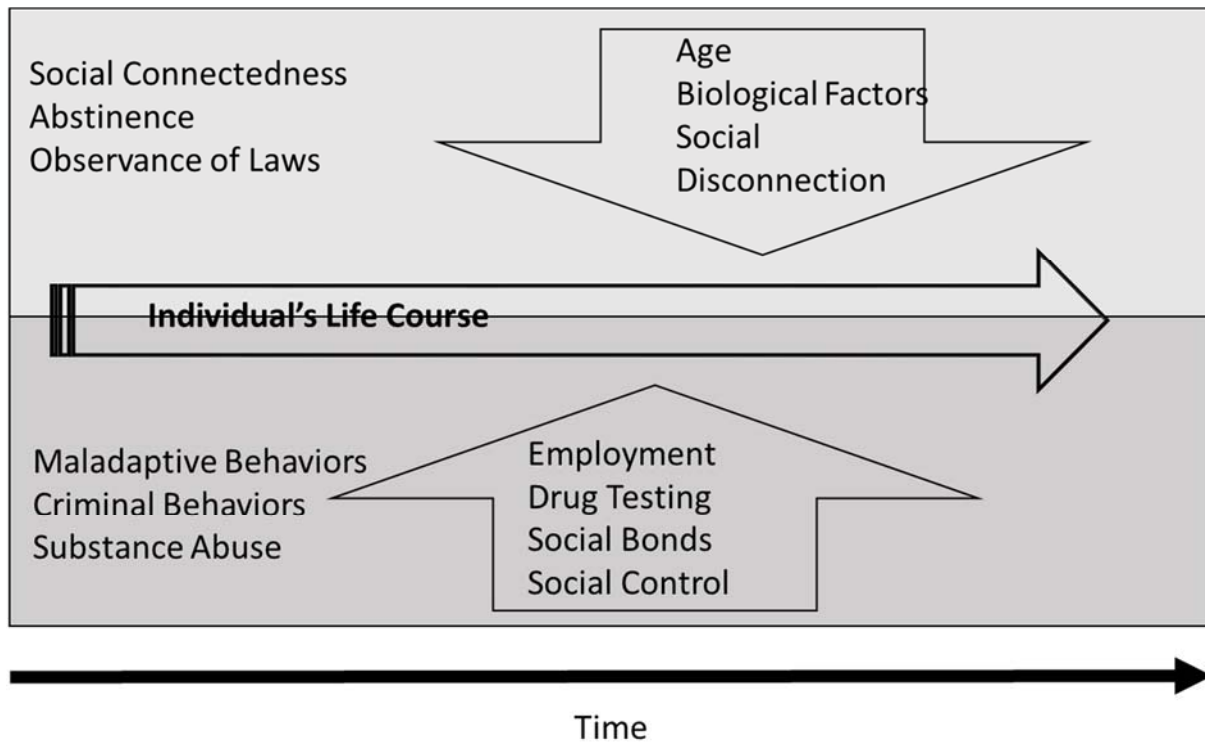 Social Connectedness
Abstinence
Observance of Laws
Age
Biological Factors
Social
Disconnection
Individual's Life Course
Maladaptive Behaviors
Criminal Behaviors
Substance Abuse
Employment
Drug Testing
Social Bonds
Social Control
Time